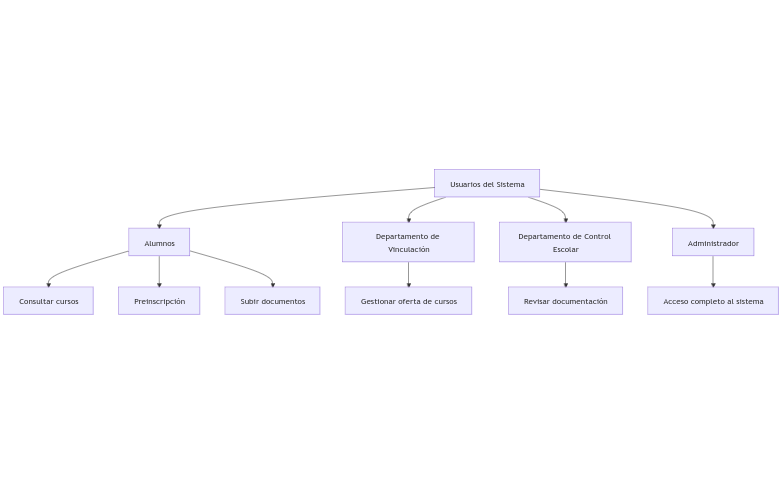 Usuarios del Sistema
Alumnos
Departamento de
Vinculación
Departamento de Control
Escolar
Administrador
Consultar cursos
Preinscripción
Subir documentos
Gestionar oferta de cursos
Revisar documentación
Acceso completo al sistema